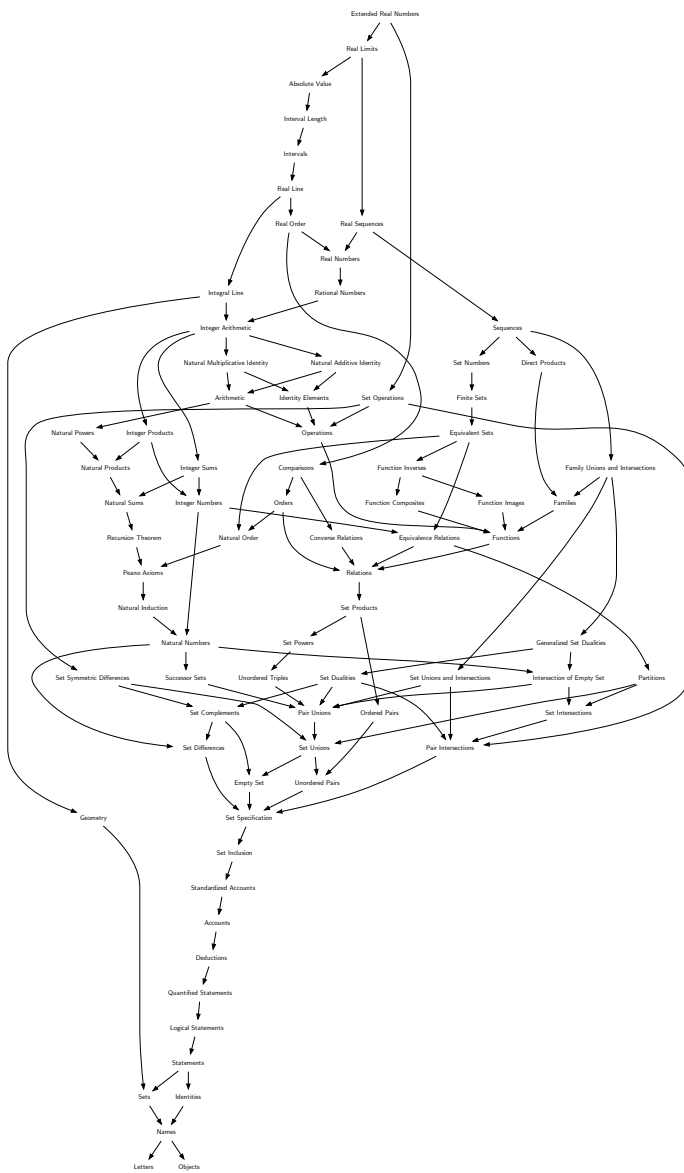 Extended Real Numbers
Real Limits
Absolute Value
Interval Length
Intervals
Real Line
Real Order Real Sequences
Real Numbers
Integral Line Rational Numbers
Integer Arithmetic Sequences
Natural Multiplicative Identity Natural Additive Identity Set Numbers Direct Products
Arithmetic Identity Elements Set Operations Finite Sets
Natural Powers Integer Products Operations Equivalent Sets
Natural Products Integer Sums Comparisons Function Inverses Family Unions and Intersections
Natural Sums Integer Numbers Orders Function Composites Function Images Families
Recursion Theorem Natural Order Converse Relations Equivalence Relations Functions
Peano Axioms Relations
Natural Induction Set Products
Natural Numbers Set Powers Generalized Set Dualities
Set Symmetric Differences Successor Sets Unordered Triples Set Dualities Set Unions and Intersections Intersection of Empty Set Partitions
Set Complements Pair Unions Ordered Pairs Set Intersections
Set Differences Set Unions Pair Intersections
Empty Set Unordered Pairs
Geometry Set Specification
Set Inclusion
Standardized Accounts
Accounts
Deductions
Quantified Statements
Logical Statements
Statements
Sets Identities
Names
Letters Objects